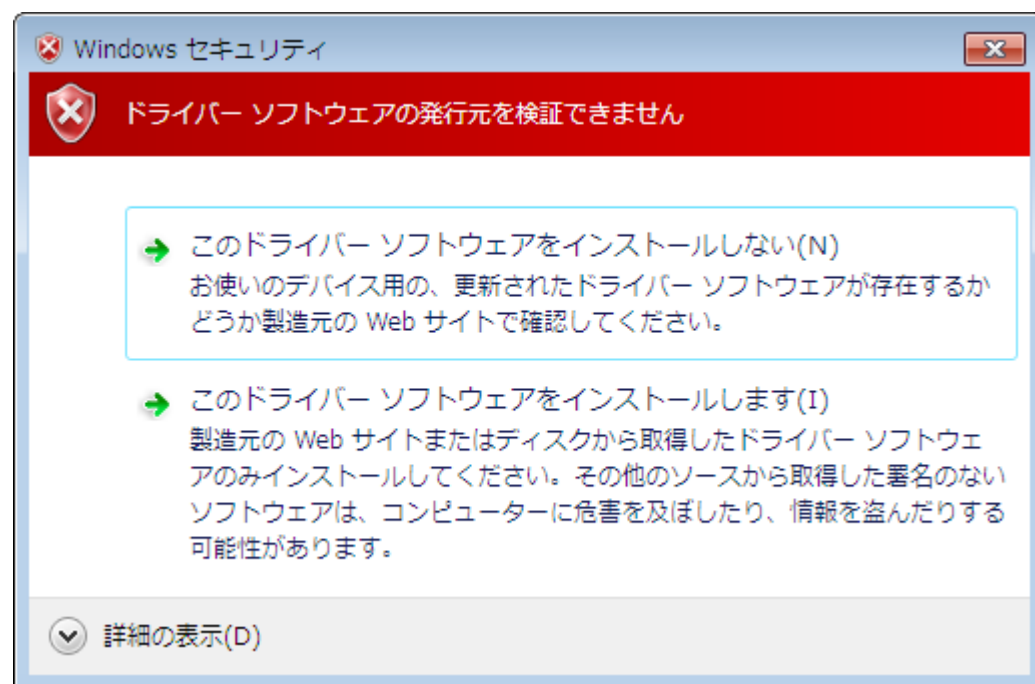 Windows セキュリティ
ドライバー ソフトウェアの発行元を検証できません
このドライバー ソフトウェアをインストールしない(N)
お使いのデバイス用の、更新されたドライバー ソフトウェアが存在するか
どうか製造元の Web サイトで確認してください。
このドライバー ソフトウェアをインストールします(I)
製造元の Web サイトまたはディスクから取得したドライバー ソフトウェ
アのみインストールしてください。その他のソースから取得した署名のない
ソフトウェアは、コンピューターに危害を及ぼしたり、情報を盗んだりする
可能性があります。
詳細の表示(D)